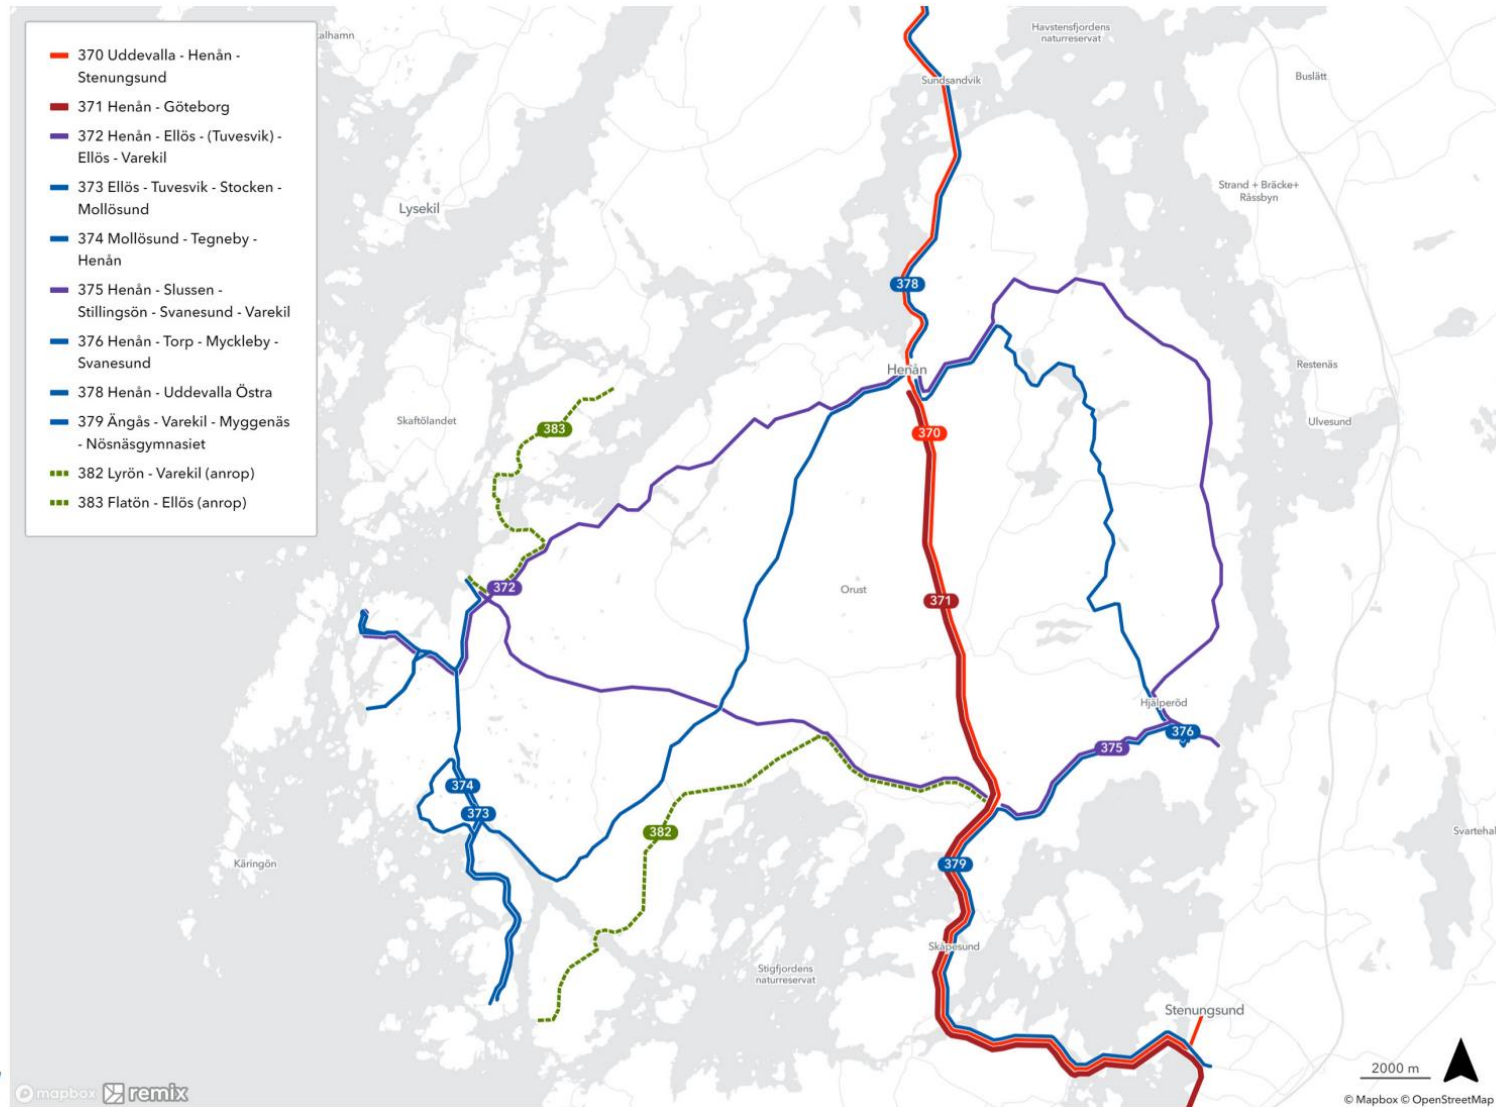 370 Uddevalla - Henån -
Stenungsund
371 Henån - Göteborg
372 Henån - Ellös - (Tuvesvik) -
Ellös - Varekil
373 Ellös - Tuvesvik - Stocken -
Mollösund
374 Mollösund - Tegneby -
Henån
375 Henån - Slussen -
Stillingsön - Svanesund - Varekil
376 Henån - Torp - Myckleby -
Svanesund
378 Henån - Uddevalla Östra
379 Ängås - Varekil - Myggenäs
- Nösnäsgymnasiet
382 Lyrön - Varekil (anrop)
383 Flatön - Ellös (anrop)
alhamn
Havstensfjordens
naturreservat
Sundsandvik
Buslätt
Lysekil
Strand + Bräcke+
Råssbyn
378
Henån
Restenäs
Skaftölandet
383
370
Ulvesund
372
Orust
371
Hjälperöd
376
375
374
373
382
Svartehal
Käringön
379
Skåpesund
Stigfjordens
naturreservat
Stenungsund
2000 m
mapbox remix
© Mapbox © OpenStreetMap